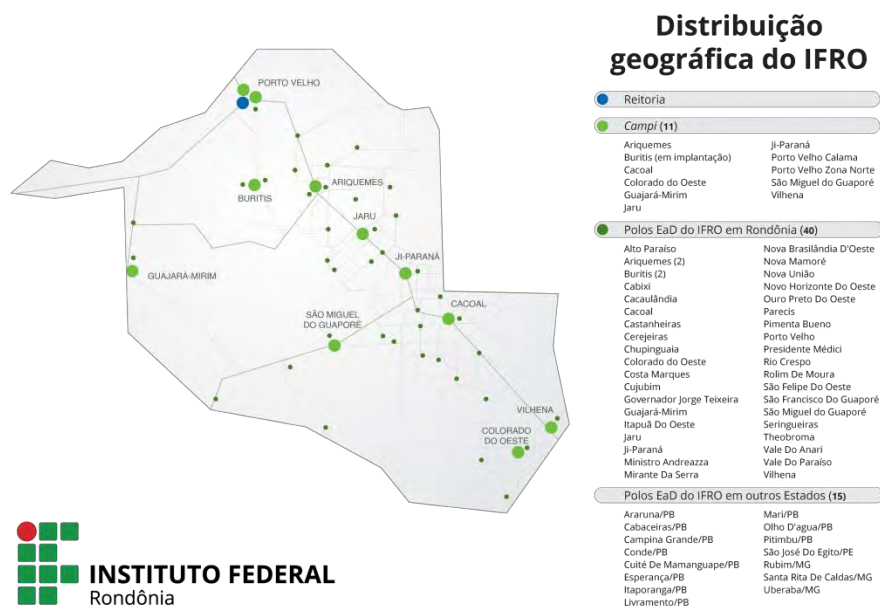 Distribuição
geográfica do IFRO
Reitoria
Campi (11)
Ariquemes
Buritis (em implantação)
Cacoal
Colorado do Oeste
Guajará-Mirim
Jaru
Ji-Paraná
Porto Velho Calama
Porto Velho Zona Norte
São Miguel do Guaporé
Vilhena
Polos EaD do IFRO em Rondônia (40)
Alto Paraíso
Ariquemes (2)
Buritis (2)
Cabixi
Cacaulândia
Cacoal
Castanheiras
Cerejeiras
Chupinguaia
Colorado do Oeste
Costa Marques
Cujubim
Governador Jorge Teixeira
Guajará-Mirim
Itapuã Do Oeste
Jaru
Ji-Paraná
Ministro Andreazza
Mirante Da Serra
Nova Brasilândia D'Oeste
Nova Mamoré
Nova União
Novo Horizonte Do Oeste
Ouro Preto Do Oeste
Parecis
Pimenta Bueno
Porto Velho
Presidente Médici
Rio Crespo
Rolim De Moura
São Felipe Do Oeste
São Francisco Do Guaporé
São Miguel do Guaporé
Seringueiras
Theobroma
Vale Do Anari
Vale Do Paraíso
Vilhena
Polos EaD do IFRO em outros Estados (15)
Araruna/PB
Cabaceiras/PB
Campina Grande/PB
Conde/PB
Cuité De Mamanguape/PB
Esperança/PB
Itaporanga/PB
Livramento/PB
Mari/PB
Olho D'agua/PB
Pitimbu/PB
São José Do Egito/PE
Rubim/MG
Santa Rita De Caldas/MG
Uberaba/MG
PORTO VELHO
BURITIS
ARIQUEMES
JARU
JI-PARANÁ
GUAJARÁ-MIRIM
CACOAL
SÃO MIGUEL
DO GUAPORÉ
VILHENA
COLORADO
DO OESTE
INSTITUTO FEDERAL
Rondônia